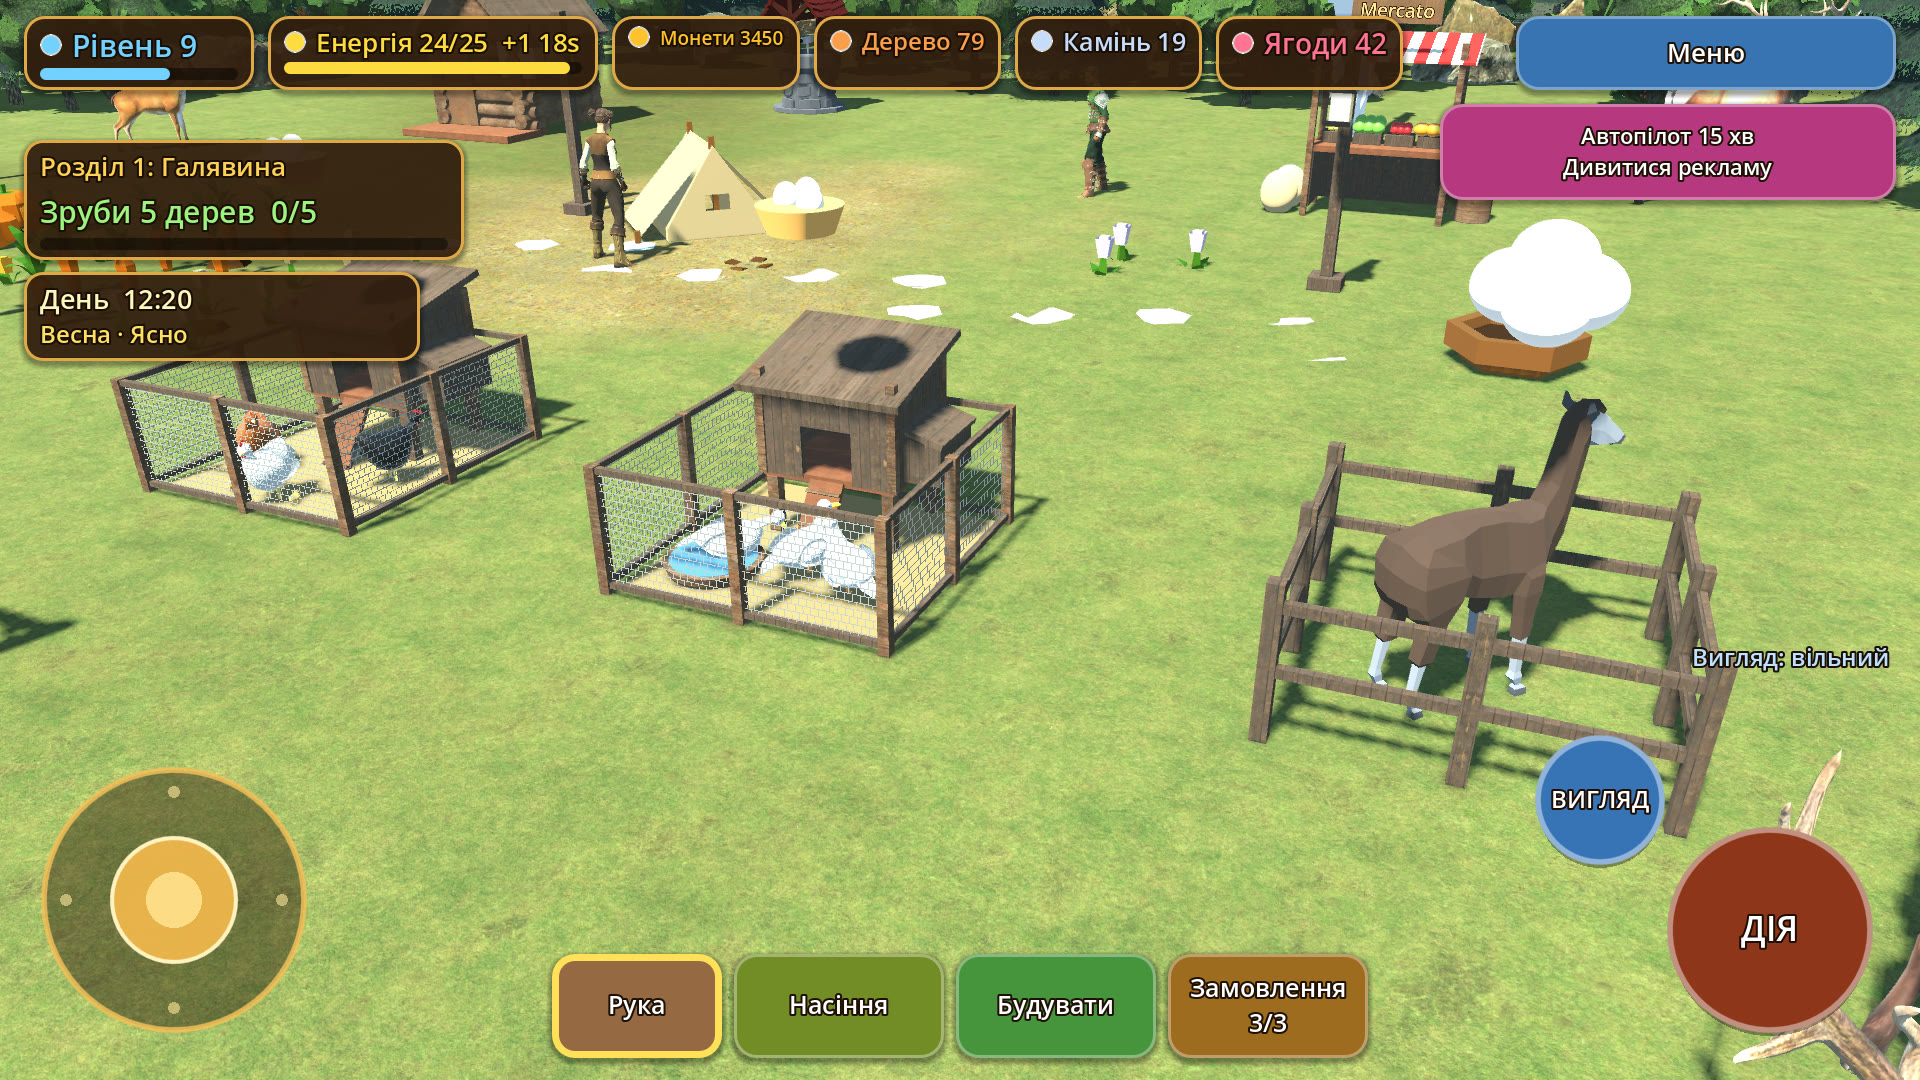 Mercato
Рівень 9
Енергія 24/25 +1 18s
Монети 3450
Дерево 79
Камінь 19
Ягоди 42
Меню
Автопілот 15 хв
Дивитися рекламу
Розділ 1: Галявина
Зруби 5 дерев 0/5
День 12:20
Весна · Ясно
Вигляд: вільний
ВИГЛЯД
ДІЯ
Рука
Насіння
Будувати
Замовлення
3/3